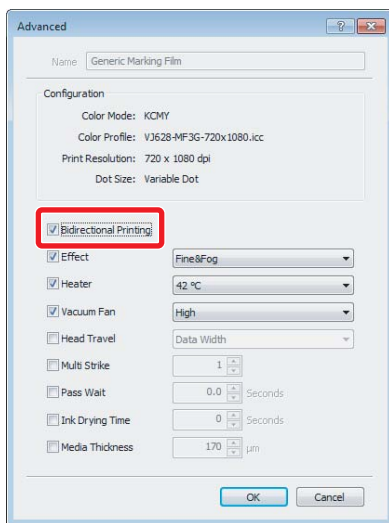 Advanced
Name Generic Marking Film
Configuration
Color Mode: KCMY
Color Profile: VJ628-MF3G-720x1080.icc
Print Resolution: 720 x 1080 dpi
Dot Size: Variable Dot
Bidirectional Printing
Effect Fine&Fog
Heater 42 ºC
Vacuum Fan High
Head Travel Data Width
Multi Strike 1
Pass Wait 0.0 Seconds
Ink Drying Time 0 Seconds
Media Thickness 170 µm
OK Cancel